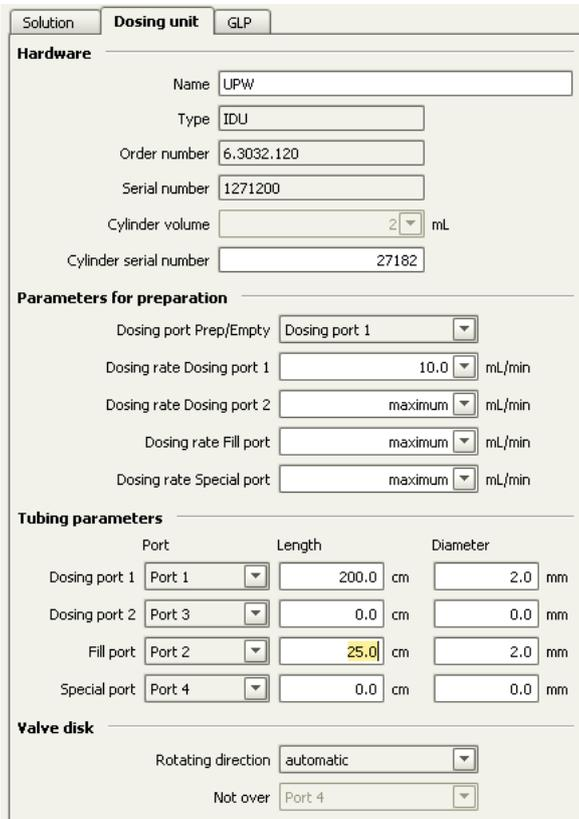 Solution Dosing unit GLP
Hardware
Name UPW
Type IDU
Order number 6.3032.120
Serial number 1271200
Cylinder volume 2 mL
Cylinder serial number 27182
Parameters for preparation
Dosing port Prep/Empty Dosing port 1
Dosing rate Dosing port 1 10.0 mL/min
Dosing rate Dosing port 2 maximum mL/min
Dosing rate Fill port maximum mL/min
Dosing rate Special port maximum mL/min
Tubing parameters
Port Length Diameter
Dosing port 1 Port 1 200.0 cm 2.0 mm
Dosing port 2 Port 3 0.0 cm 0.0 mm
Fill port Port 2 25.0 cm 2.0 mm
Special port Port 4 0.0 cm 0.0 mm
Valve disk
Rotating direction automatic
Not over Port 4